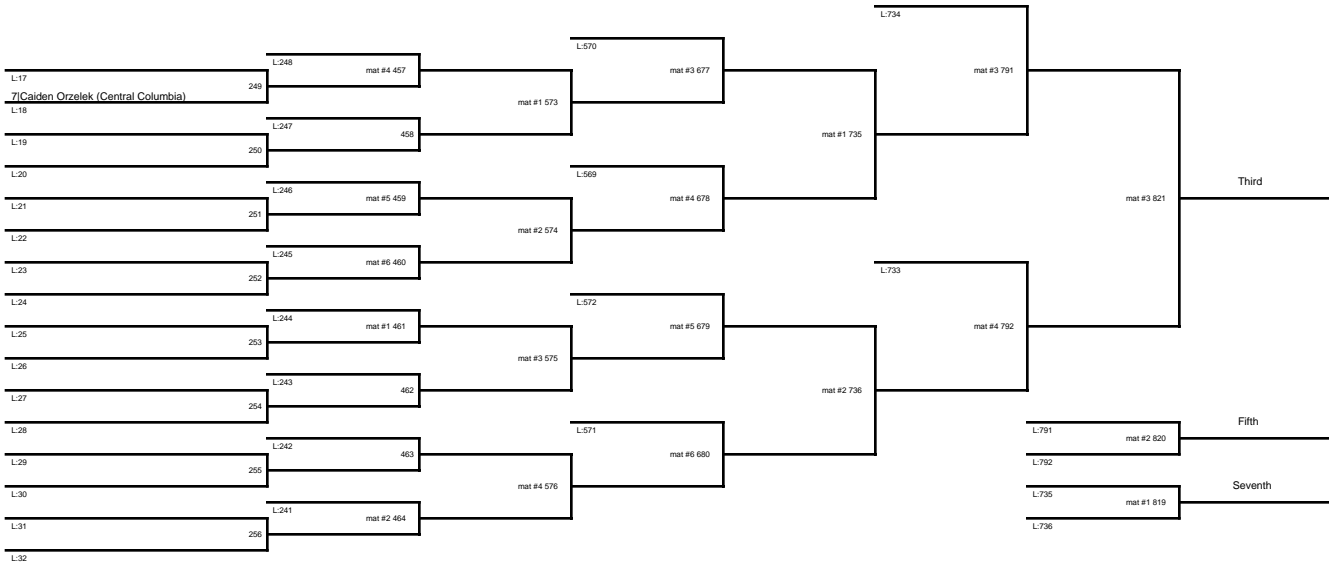 L:17
7|Caiden Orzelek (Central Columbia)
L:18
249
L:19
L:20
250
L:21
L:22
251
L:23
L:24
252
L:25
L:26
253
L:27
L:28
254
L:29
L:30
255
L:31
L:32
256
L:248
mat #4 457
L:247
458
L:246
mat #5 459
L:245
mat #6 460
L:244
mat #1 461
L:243
462
L:242
463
L:241
mat #2 464
mat #1 573
mat #2 574
mat #3 575
mat #4 576
L:570
mat #3 677
L:569
mat #4 678
L:572
mat #5 679
L:571
mat #6 680
mat #1 735
mat #2 736
L:734
mat #3 791
L:733
mat #4 792
mat #3 821
Third
L:791
L:792
mat #2 820
Fifth
L:735
L:736
mat #1 819
Seventh